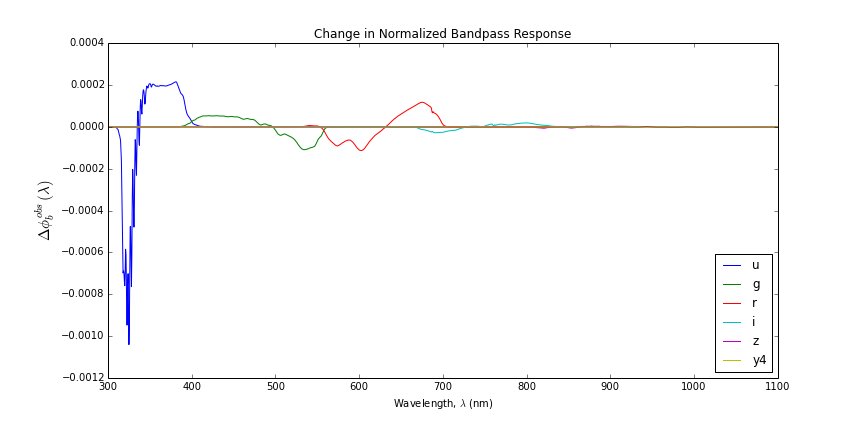 Change in Normalized Bandpass Response
0.0004
0.0002
0.0000
−0.0002
−0.0004
−0.0006
−0.0008
−0.0010
−0.0012
Δϕ_b^{obs}(λ)
300
400
500
600
700
800
900
1000
1100
Wavelength, λ (nm)
u
g
r
i
z
y4